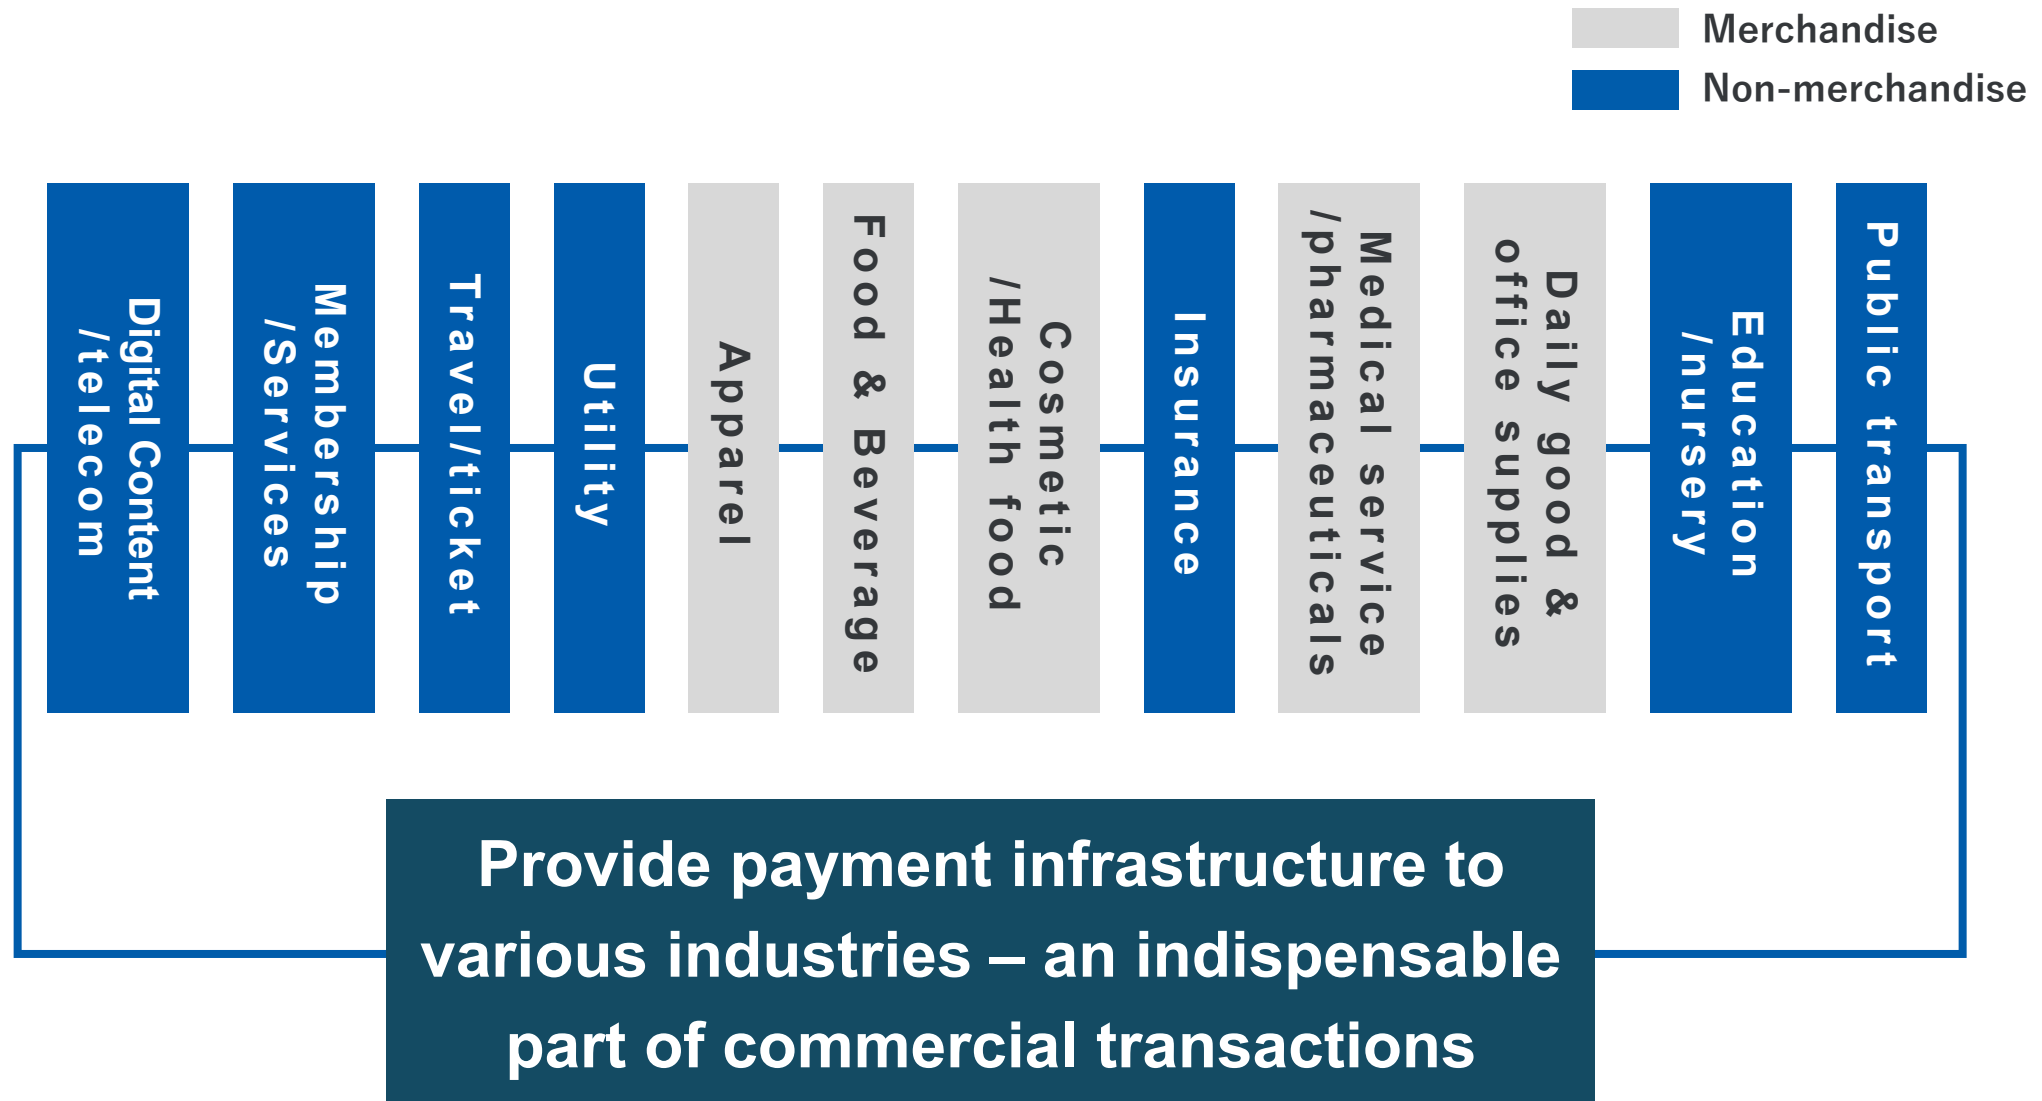 Merchandise
Non-merchandise
Digital Content
/telecom
Membership
/Services
Travel/ticket
Utility
Apparel
Food & Beverage
Cosmetic
/Health food
Insurance
Medical service
/pharmaceuticals
Daily good &
office supplies
Education
/nursery
Public transport
Provide payment infrastructure to
various industries – an indispensable
part of commercial transactions